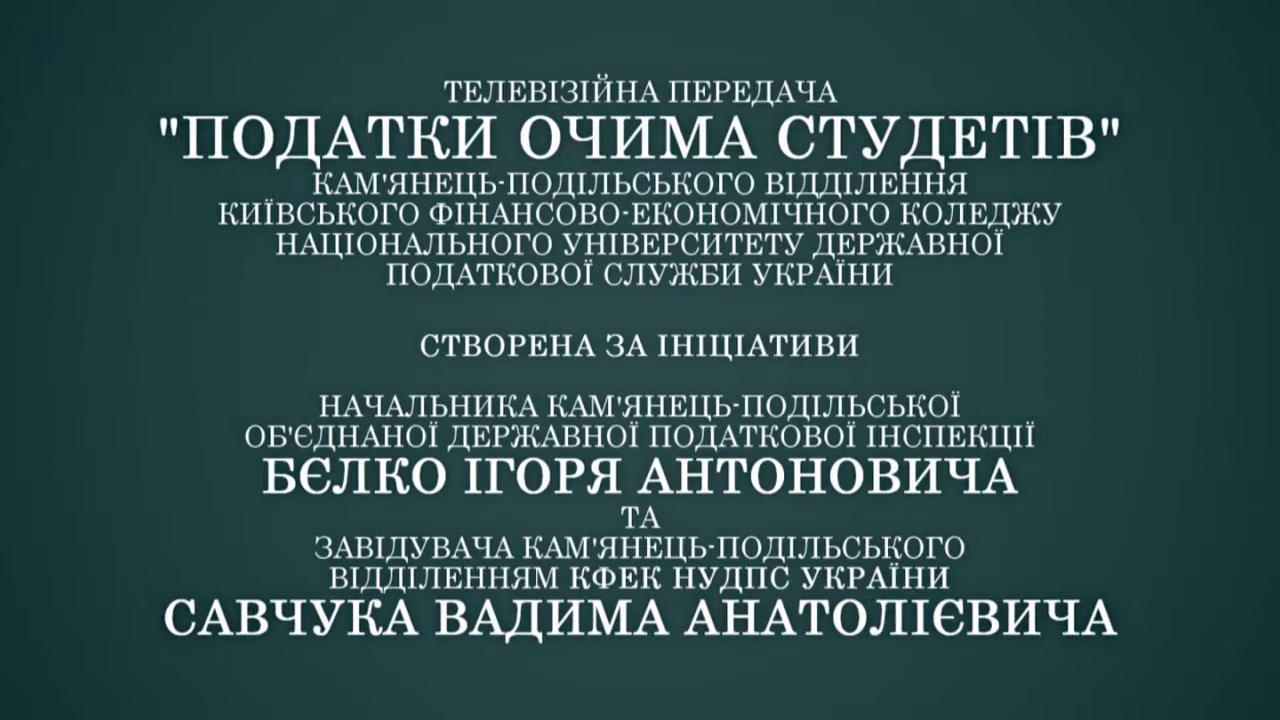 ТЕЛЕВІЗІЙНА ПЕРЕДАЧА
"ПОДАТКИ ОЧИМА СТУДЕТІВ"
КАМ'ЯНЕЦЬ-ПОДІЛЬСЬКОГО ВІДДІЛЕННЯ
КИЇВСЬКОГО ФІНАНСОВО-ЕКОНОМІЧНОГО КОЛЕДЖУ
НАЦІОНАЛЬНОГО УНІВЕРСИТЕТУ ДЕРЖАВНОЇ
ПОДАТКОВОЇ СЛУЖБИ УКРАЇНИ
СТВОРЕНА ЗА ІНІЦІАТИВИ
НАЧАЛЬНИКА КАМ'ЯНЕЦЬ-ПОДІЛЬСЬКОЇ
ОБ'ЄДНАНОЇ ДЕРЖАВНОЇ ПОДАТКОВОЇ ІНСПЕКЦІЇ
БЄЛКО ІГОРЯ АНТОНОВИЧА
ТА
ЗАВІДУВАЧА КАМ'ЯНЕЦЬ-ПОДІЛЬСЬКОГО
ВІДДІЛЕННЯМ КФЕК НУДПС УКРАЇНИ
САВЧУКА ВАДИМА АНАТОЛІЄВИЧА